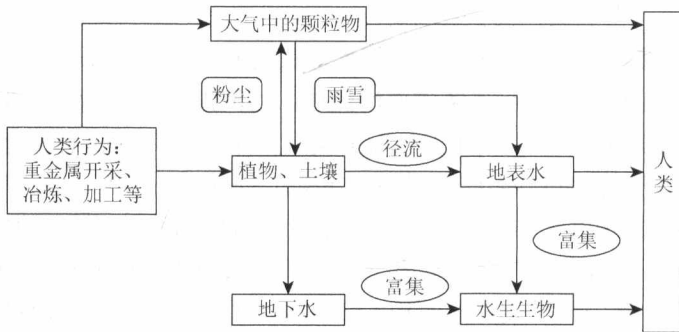 大气中的颗粒物
粉尘
雨雪
人类行为：
重金属开采、
冶炼、加工等
植物、土壤
径流
地表水
人类
富集
地下水
富集
水生生物